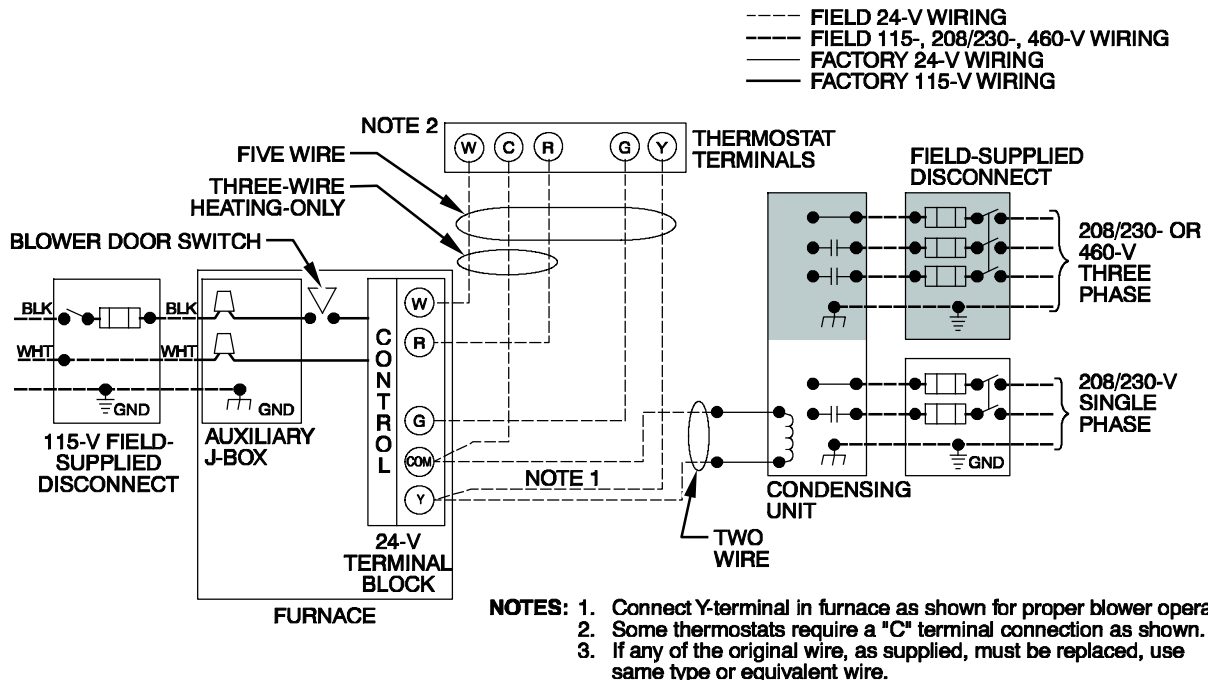 FIELD 24-V WIRING
FIELD 115-, 208/230-, 460-V WIRING
FACTORY 24-V WIRING
FACTORY 115-V WIRING
NOTE 2
W C R G Y
THERMOSTAT
TERMINALS
FIVE WIRE
THREE-WIRE
HEATING-ONLY
BLOWER DOOR SWITCH
FIELD-SUPPLIED
DISCONNECT
208/230- OR
460-V
THREE
PHASE
BLK
BLK
WHT
WHT
GND
GND
CONTROL
W
R
G
COM
Y
115-V FIELD-
SUPPLIED
DISCONNECT
AUXILIARY
J-BOX
24-V
TERMINAL
BLOCK
FURNACE
NOTE 1
TWO
WIRE
CONDENSING
UNIT
208/230-V
SINGLE
PHASE
GND
NOTES: 1. Connect Y-terminal in furnace as shown for proper blower opera
2. Some thermostats require a "C" terminal connection as shown.
3. If any of the original wire, as supplied, must be replaced, use
same type or equivalent wire.